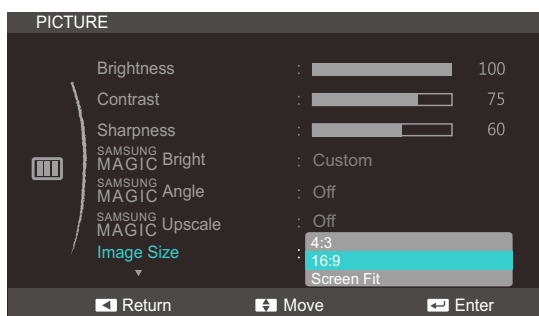 PICTURE
Brightness : 100
Contrast : 75
Sharpness : 60
SAMSUNG MAGIC Bright : Custom
SAMSUNG MAGIC Angle : Off
SAMSUNG MAGIC Upscale : Off
Image Size :
4:3
16:9
Screen Fit
Return Move Enter